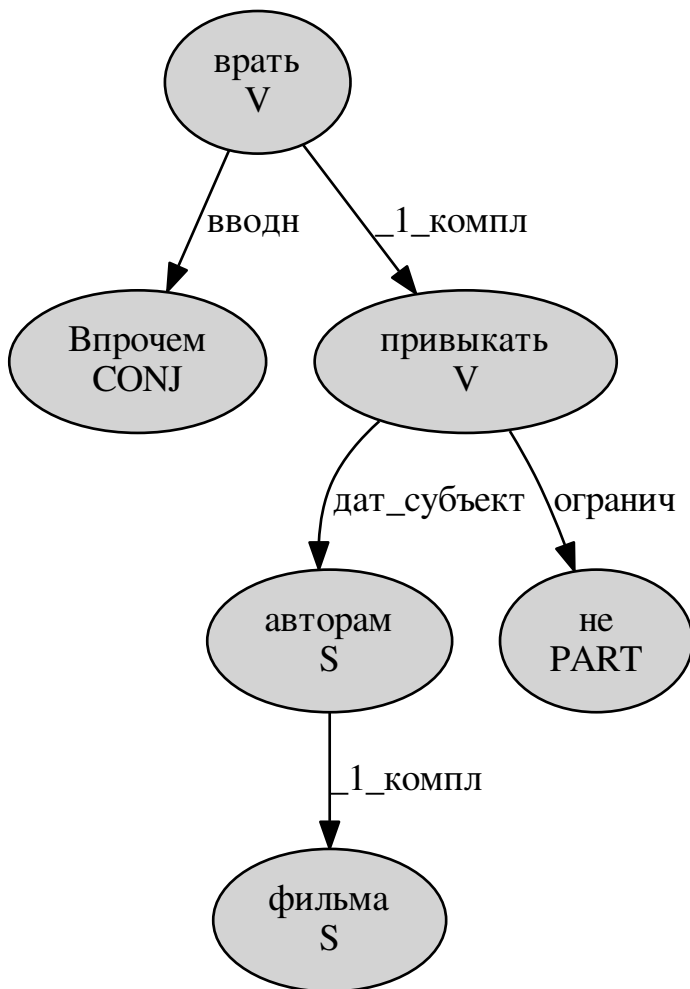 врать
V
вводн
_1_компл
Впрочем
CONJ
привыкать
V
дат_субъект
огранич
авторам
S
не
PART
_1_компл
фильма
S